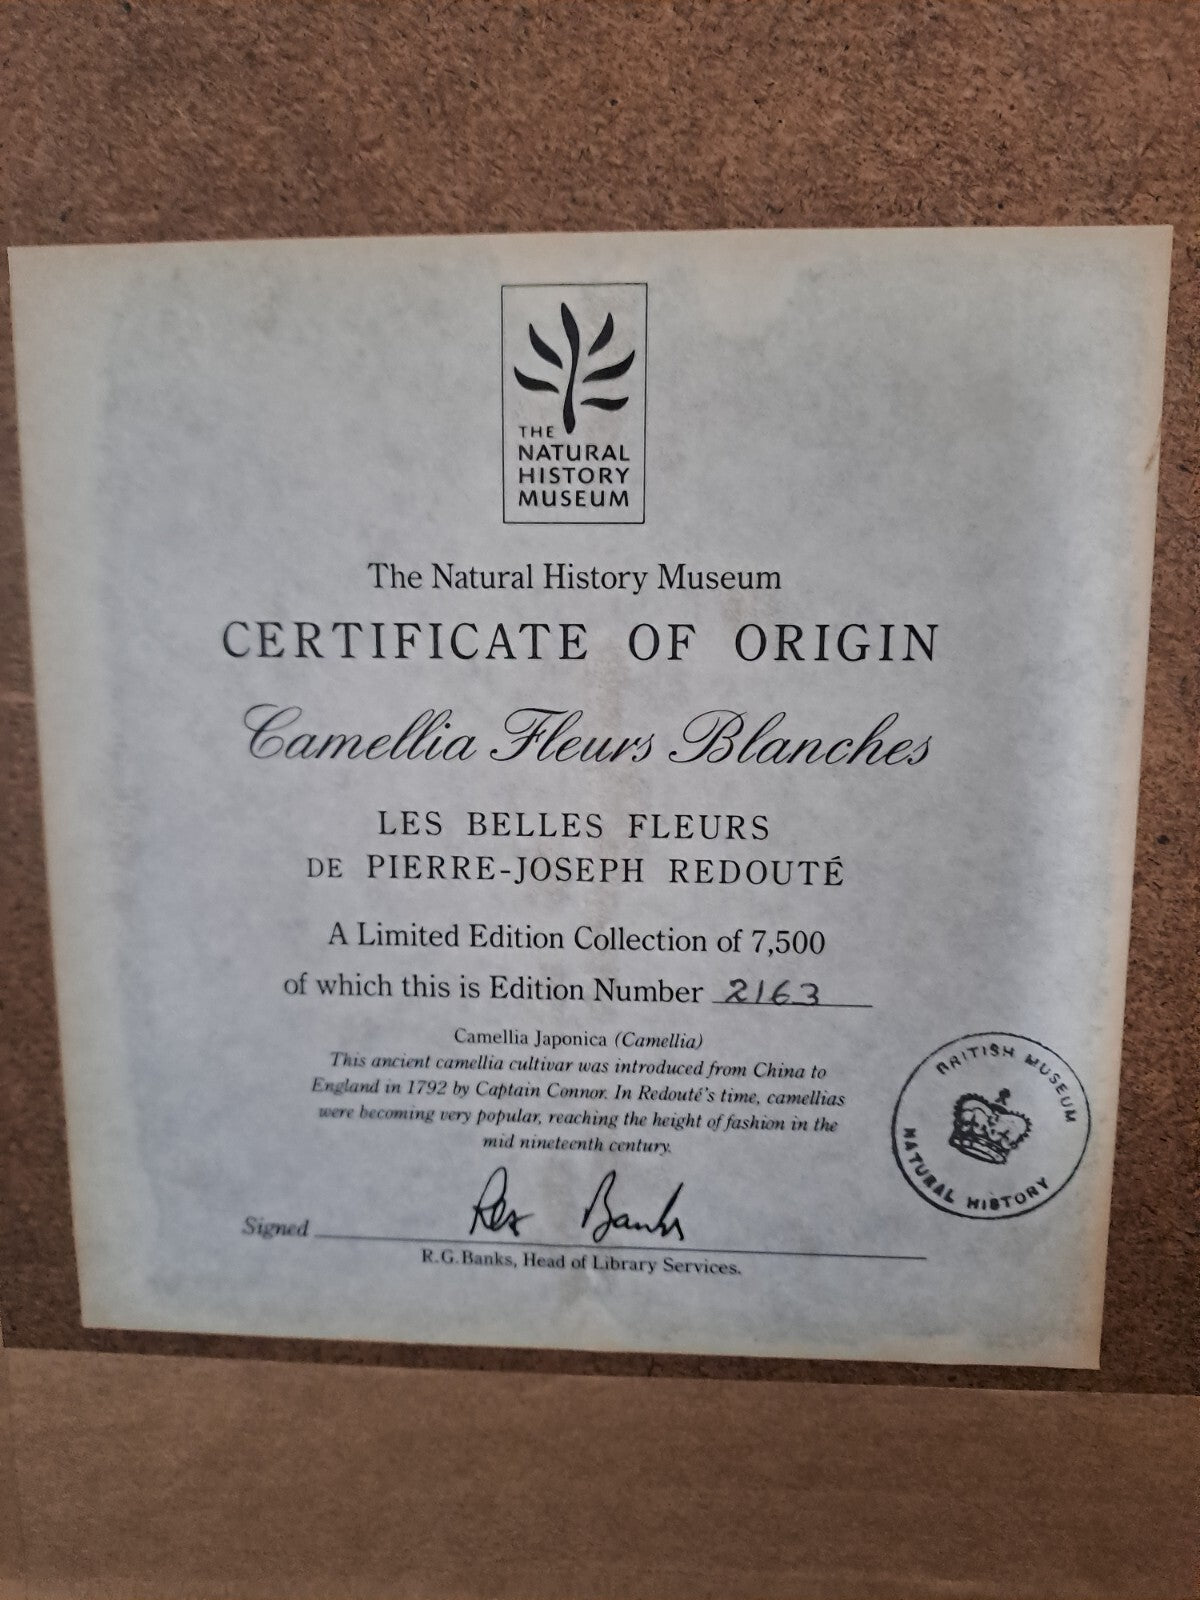 THE
NATURAL
HISTORY
MUSEUM
The Natural History Museum
CERTIFICATE OF ORIGIN
Camellia Fleurs Blanches
LES BELLES FLEURS
DE PIERRE-JOSEPH REDOUTÉ
A Limited Edition Collection of 7,500
of which this is Edition Number 2163
Camellia Japonica (Camellia)
This ancient camellia cultivar was introduced from China to
England in 1792 by Captain Connor. In Redouté's time, camellias
were becoming very popular, reaching the height of fashion in the
mid nineteenth century.
BRITISH MUSEUM
NATURAL HISTORY
Signed Rex Banks
R.G.Banks, Head of Library Services.